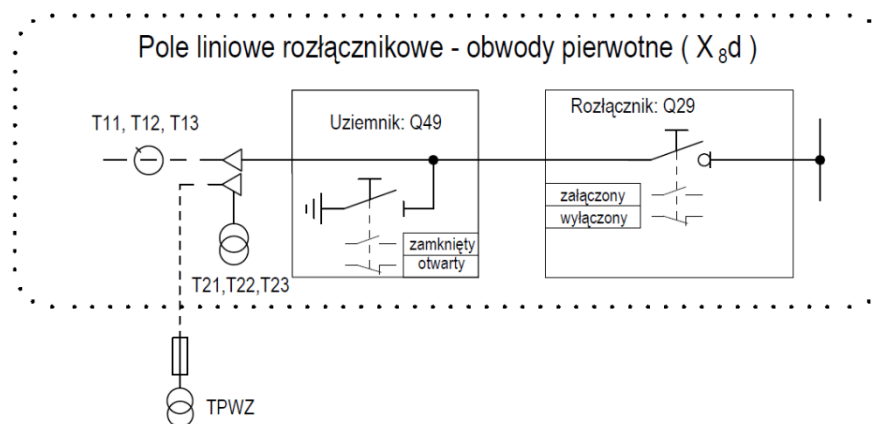 Pole liniowe rozłącznikowe - obwody pierwotne ( X8d )
T11, T12, T13
Uziemnik: Q49
Rozłącznik: Q29
załączony
wyłączony
zamknięty
otwarty
T21,T22,T23
TPWZ